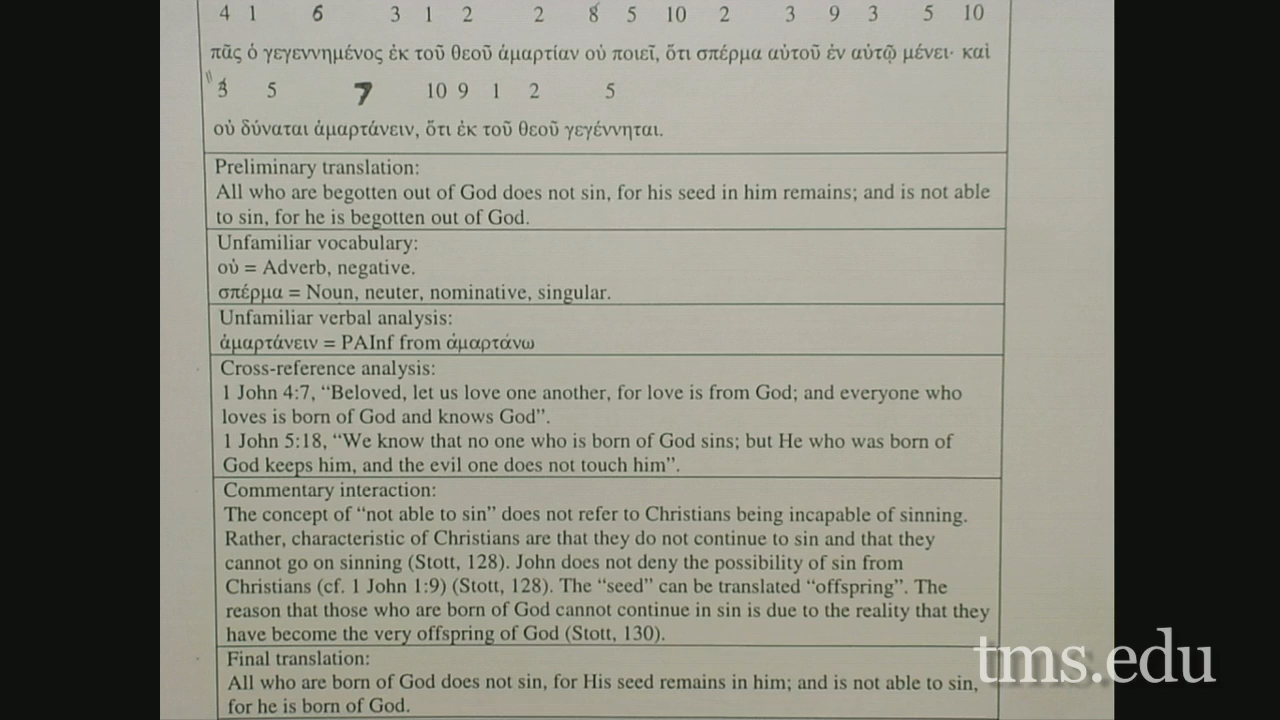 4 1 6 3 1 2 2 8 5 10 2 3 9 3 5 10
πᾶς ὁ γεγεννημένος ἐκ τοῦ θεοῦ ἁμαρτίαν οὐ ποιεῖ, ὅτι σπέρμα αὐτοῦ ἐν αὐτῷ μένει· καὶ
3 5 7 10 9 1 2 5
οὐ δύναται ἁμαρτάνειν, ὅτι ἐκ τοῦ θεοῦ γεγέννηται.
Preliminary translation:
All who are begotten out of God does not sin, for his seed in him remains; and is not able
to sin, for he is begotten out of God.
Unfamiliar vocabulary:
οὐ = Adverb, negative.
σπέρμα = Noun, neuter, nominative, singular.
Unfamiliar verbal analysis:
ἁμαρτάνειν = PAInf from ἁμαρτάνω
Cross-reference analysis:
1 John 4:7, “Beloved, let us love one another, for love is from God; and everyone who
loves is born of God and knows God”.
1 John 5:18, “We know that no one who is born of God sins; but He who was born of
God keeps him, and the evil one does not touch him”.
Commentary interaction:
The concept of “not able to sin” does not refer to Christians being incapable of sinning.
Rather, characteristic of Christians are that they do not continue to sin and that they
cannot go on sinning (Stott, 128). John does not deny the possibility of sin from
Christians (cf. 1 John 1:9) (Stott, 128). The “seed” can be translated “offspring”. The
reason that those who are born of God cannot continue in sin is due to the reality that they
have become the very offspring of God (Stott, 130).
Final translation:
All who are born of God does not sin, for His seed remains in him; and is not able to sin,
for he is born of God.
tms.edu